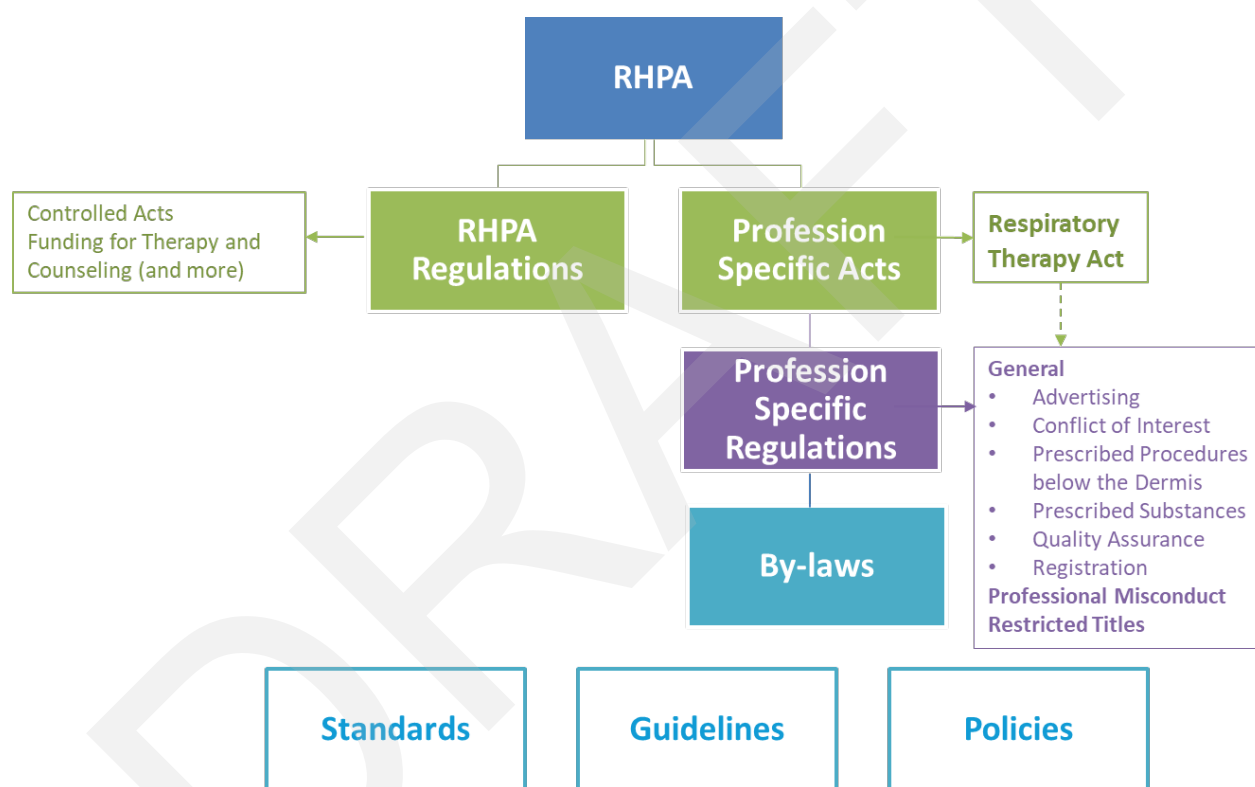 RHPA
Controlled Acts
Funding for Therapy and
Counseling (and more)
RHPA
Regulations
Profession
Specific Acts
Respiratory
Therapy Act
Profession
Specific
Regulations
General
• Advertising
• Conflict of Interest
• Prescribed Procedures
below the Dermis
• Prescribed Substances
• Quality Assurance
• Registration
Professional Misconduct
Restricted Titles
By-laws
Standards
Guidelines
Policies
DRAFT